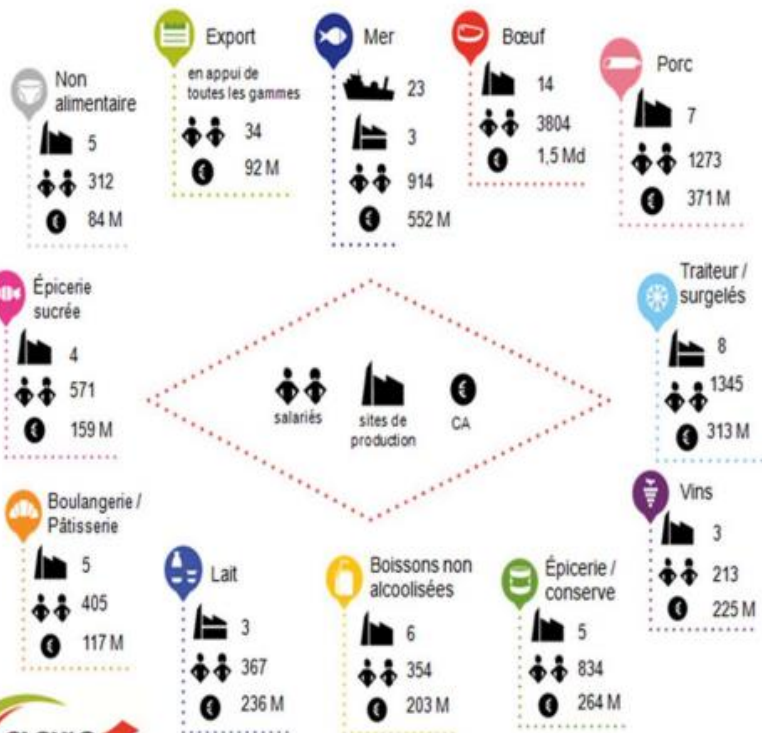 Export
en appui de
toutes les gammes
34
92 M
Mer
23
3
914
552 M
Bœuf
14
3804
1,5 Md
Porc
7
1273
371 M
Non
alimentaire
5
312
84 M
Épicerie
sucrée
4
571
159 M
salariés
sites de
production
CA
Traiteur /
surgelés
8
1345
313 M
Vins
3
213
225 M
Boulangerie /
Pâtisserie
5
405
117 M
Lait
3
367
236 M
Boissons non
alcoolisées
6
354
203 M
Épicerie /
conserve
5
834
264 M